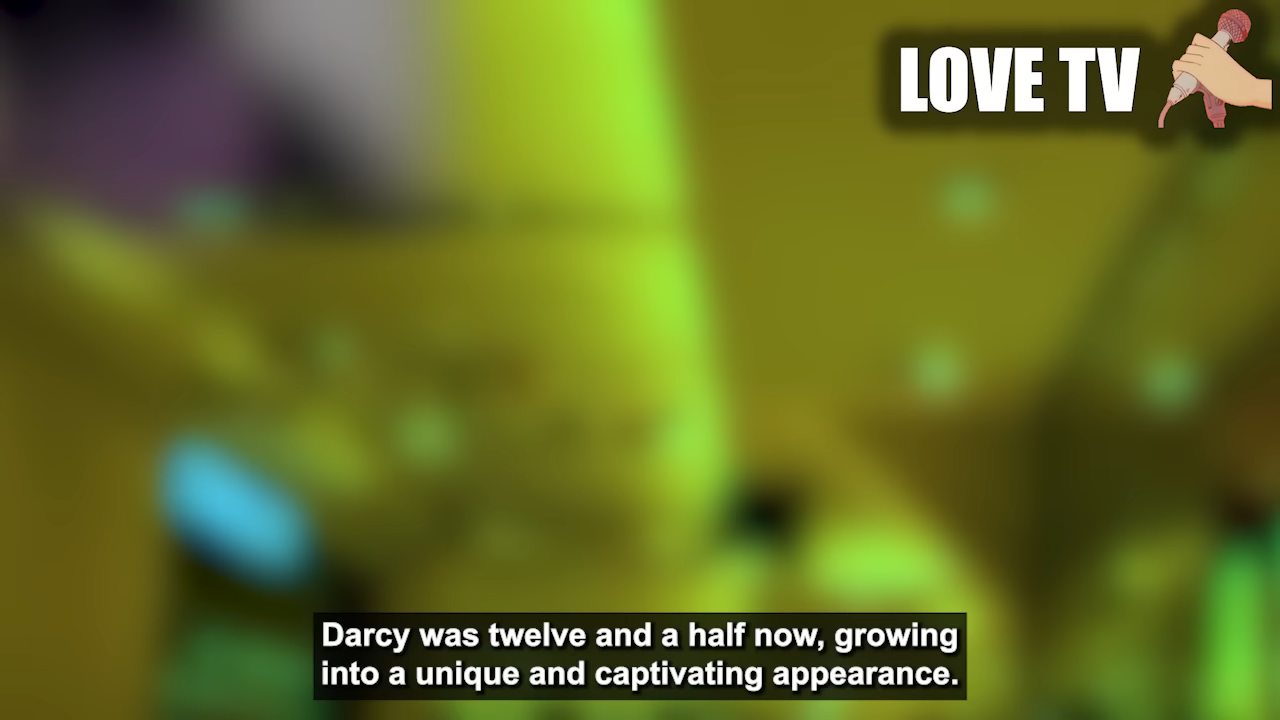 LOVE TV
Darcy was twelve and a half now, growing
into a unique and captivating appearance.